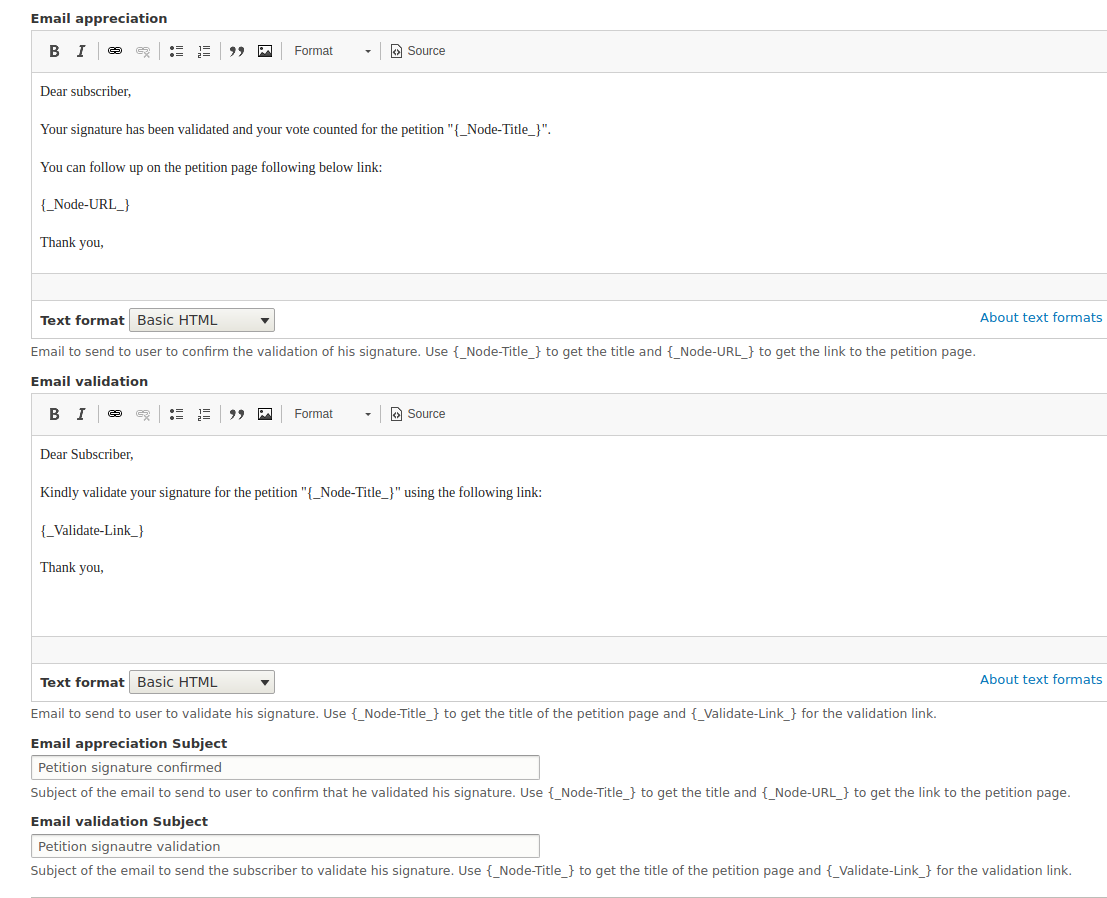 Email appreciation
B I Format Source
Dear subscriber,
Your signature has been validated and your vote counted for the petition "{_Node-Title_}".
You can follow up on the petition page following below link:
{_Node-URL_}
Thank you,
Text format Basic HTML About text formats
Email to send to user to confirm the validation of his signature. Use {_Node-Title_} to get the title and {_Node-URL_} to get the link to the petition page.
Email validation
B I Format Source
Dear Subscriber,
Kindly validate your signature for the petition "{_Node-Title_}" using the following link:
{_Validate-Link_}
Thank you,
Text format Basic HTML About text formats
Email to send to user to validate his signature. Use {_Node-Title_} to get the title of the petition page and {_Validate-Link_} for the validation link.
Email appreciation Subject
Petition signature confirmed
Subject of the email to send to user to confirm that he validated his signature. Use {_Node-Title_} to get the title and {_Node-URL_} to get the link to the petition page.
Email validation Subject
Petition signautre validation
Subject of the email to send the subscriber to validate his signature. Use {_Node-Title_} to get the title of the petition page and {_Validate-Link_} for the validation link.